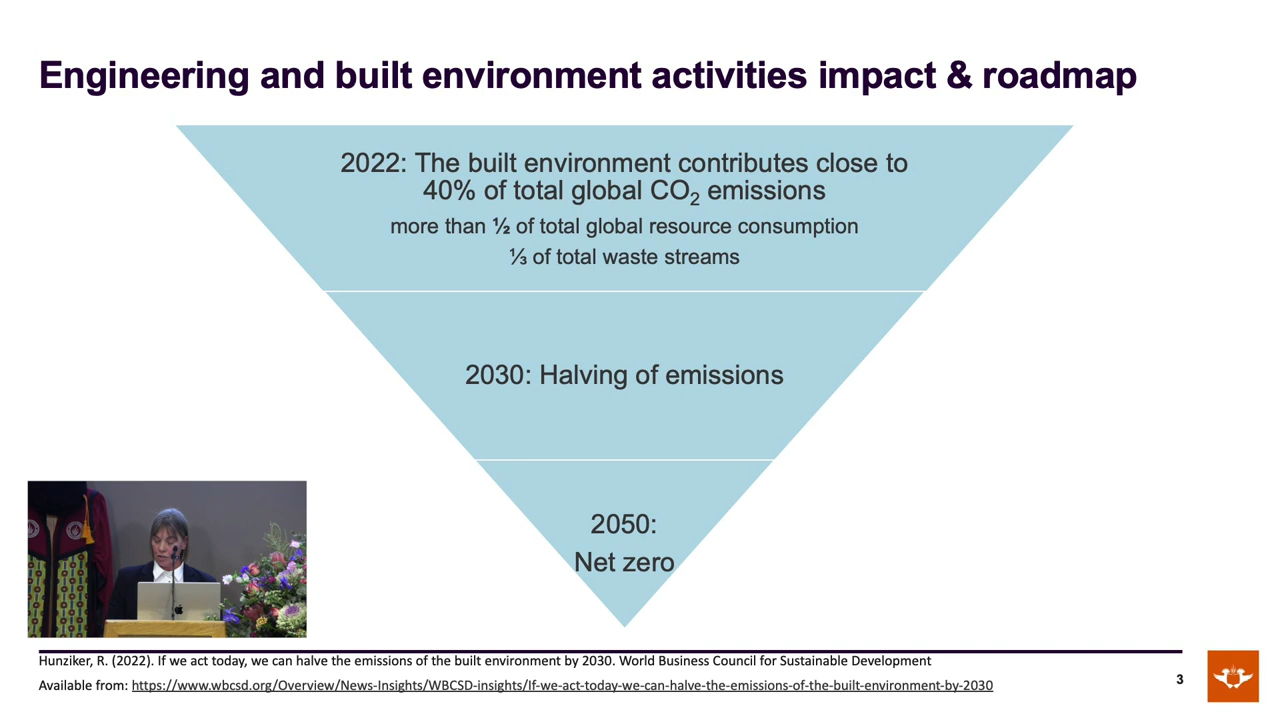 Engineering and built environment activities impact & roadmap
2022: The built environment contributes close to
40% of total global CO₂ emissions
more than ½ of total global resource consumption
⅓ of total waste streams
2030: Halving of emissions
2050:
Net zero
Hunziker, R. (2022). If we act today, we can halve the emissions of the built environment by 2030. World Business Council for Sustainable Development
Available from: https://www.wbcsd.org/Overview/News-Insights/WBCSD-insights/If-we-act-today-we-can-halve-the-emissions-of-the-built-environment-by-2030
3